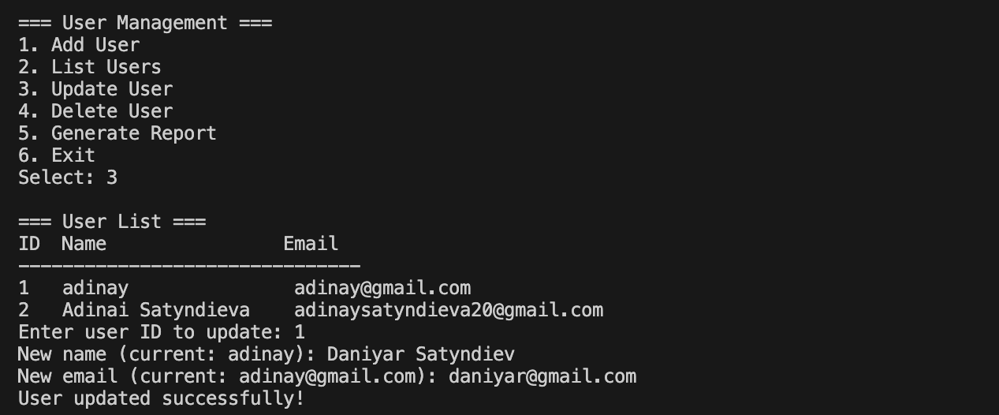 === User Management ===
1. Add User
2. List Users
3. Update User
4. Delete User
5. Generate Report
6. Exit
Select: 3

=== User List ===
ID  Name                Email
-------------------------------
1   adinay               adinay@gmail.com
2   Adinai Satyndieva    adinaysatyndieva20@gmail.com
Enter user ID to update: 1
New name (current: adinay): Daniyar Satyndiev
New email (current: adinay@gmail.com): daniyar@gmail.com
User updated successfully!